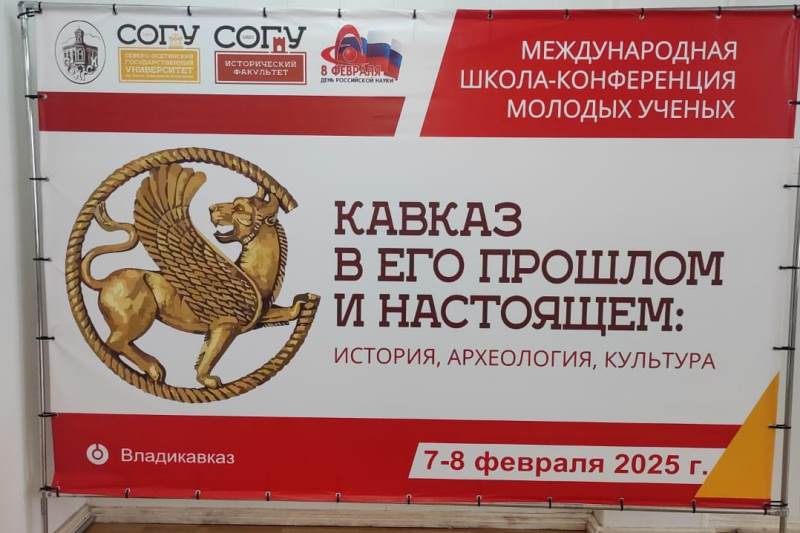 СОГУ
СЕВЕРО-ОСЕТИНСКИЙ
ГОСУДАРСТВЕННЫЙ
УНИВЕРСИТЕТ
СОГУ
ИСТОРИЧЕСКИЙ
ФАКУЛЬТЕТ
8 ФЕВРАЛЯ
ДЕНЬ РОССИЙСКОЙ НАУКИ
МЕЖДУНАРОДНАЯ
ШКОЛА-КОНФЕРЕНЦИЯ
МОЛОДЫХ УЧЕНЫХ
КАВКАЗ
В ЕГО ПРОШЛОМ
И НАСТОЯЩЕМ:
ИСТОРИЯ, АРХЕОЛОГИЯ, КУЛЬТУРА
Владикавказ
7-8 февраля 2025 г.